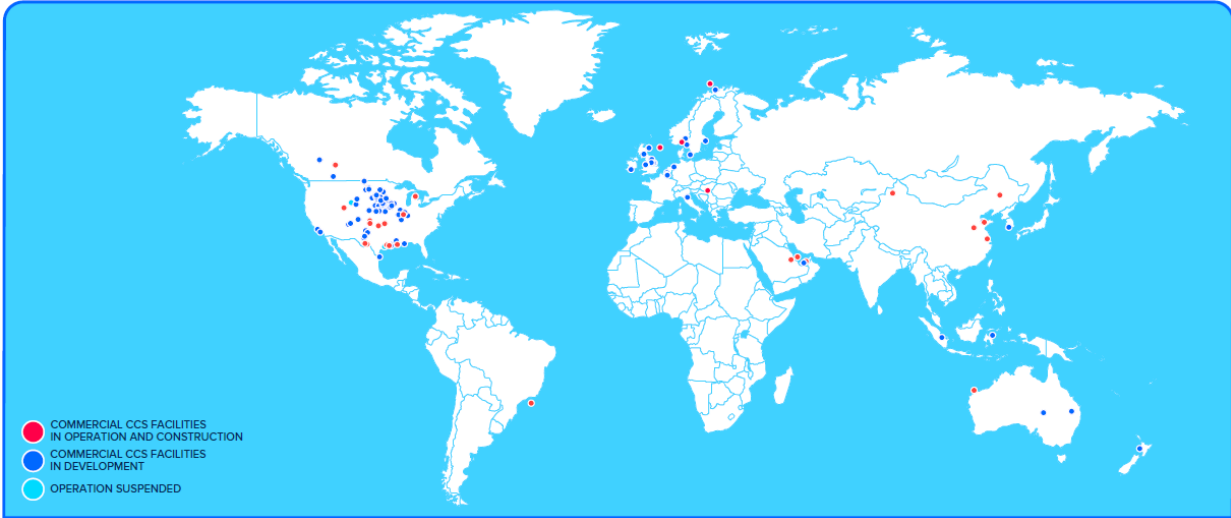 COMMERCIAL CCS FACILITIES
IN OPERATION AND CONSTRUCTION
COMMERCIAL CCS FACILITIES
IN DEVELOPMENT
OPERATION SUSPENDED